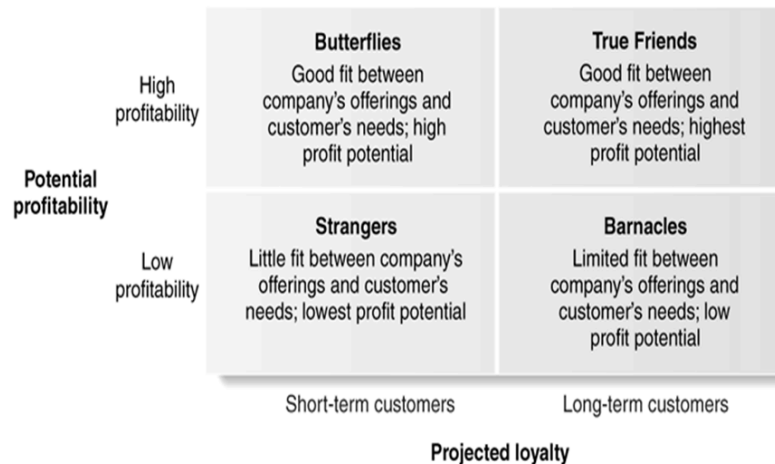 Butterflies
Good fit between
company's offerings and
customer's needs; high
profit potential
True Friends
Good fit between
company's offerings and
customer's needs; highest
profit potential
High
profitability
Potential
profitability
Low
profitability
Strangers
Little fit between company's
offerings and customer's
needs; lowest profit potential
Barnacles
Limited fit between
company's offerings and
customer's needs; low
profit potential
Short-term customers
Long-term customers
Projected loyalty